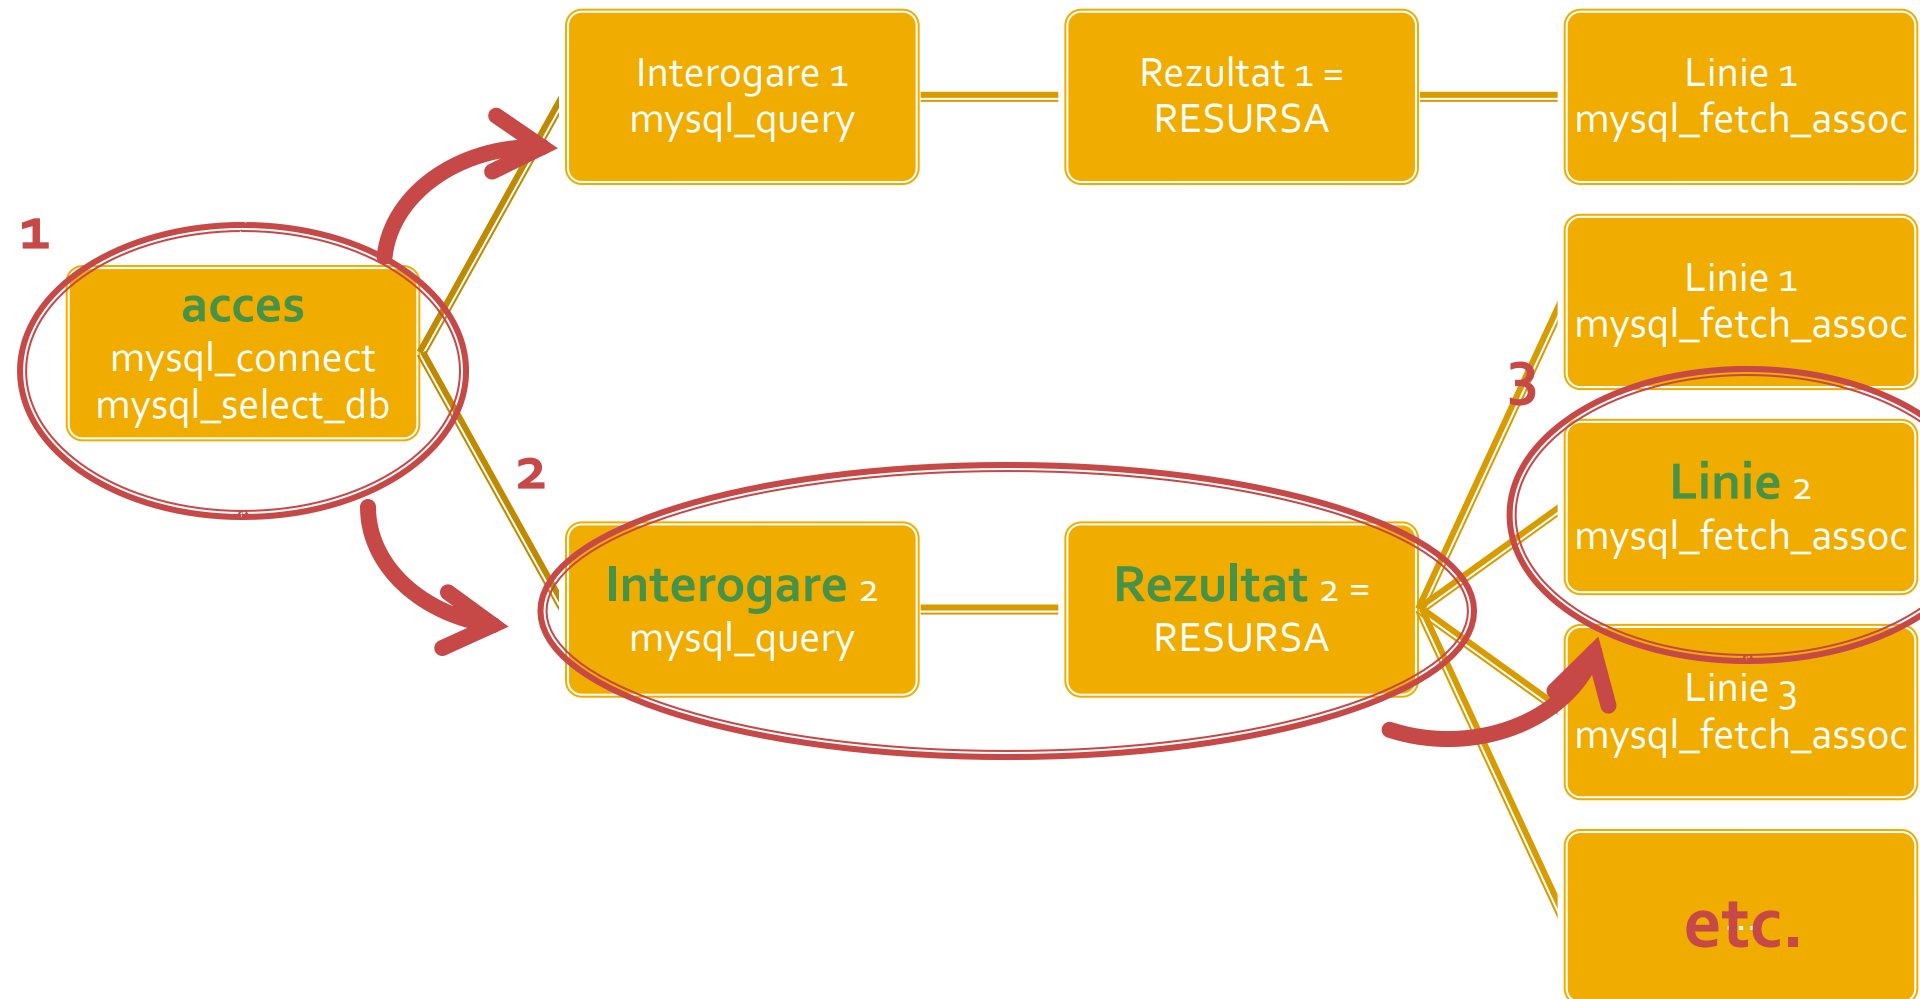 Interogare 1
mysql_query
Rezultat 1 =
RESURSA
Linie 1
mysql_fetch_assoc
1
acces
mysql_connect
mysql_select_db
Linie 1
mysql_fetch_assoc
3
2
Interogare 2
mysql_query
Rezultat 2 =
RESURSA
Linie 2
mysql_fetch_assoc
Linie 3
mysql_fetch_assoc
etc.